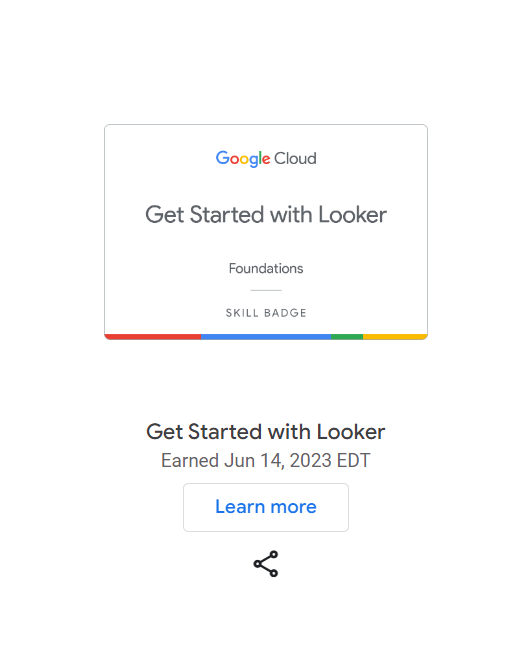 Google Cloud
Get Started with Looker
Foundations
SKILL BADGE
Get Started with Looker
Earned Jun 14, 2023 EDT
Learn more